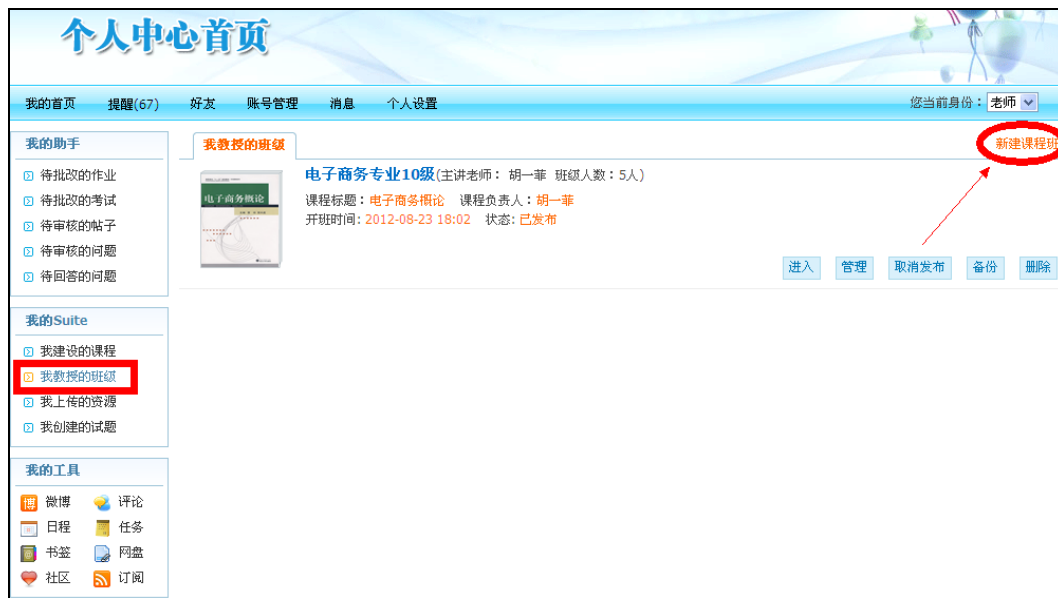 个人中心首页
我的首页 提醒(67) 好友 账号管理 消息 个人设置 您当前身份：老师
我的助手
待批改的作业
待批改的考试
待审核的帖子
待审核的问题
待回答的问题
我的Suite
我建设的课程
我教授的班级
我上传的资源
我创建的试题
我的工具
微博 评论
日程 任务
书签 网盘
社区 订阅
我教授的班级 新建课程班
电子商务概论
电子商务专业10级(主讲老师： 胡一菲 班级人数：5人)
课程标题：电子商务概论 课程负责人：胡一菲
开班时间: 2012-08-23 18:02 状态: 已发布
进入 管理 取消发布 备份 删除